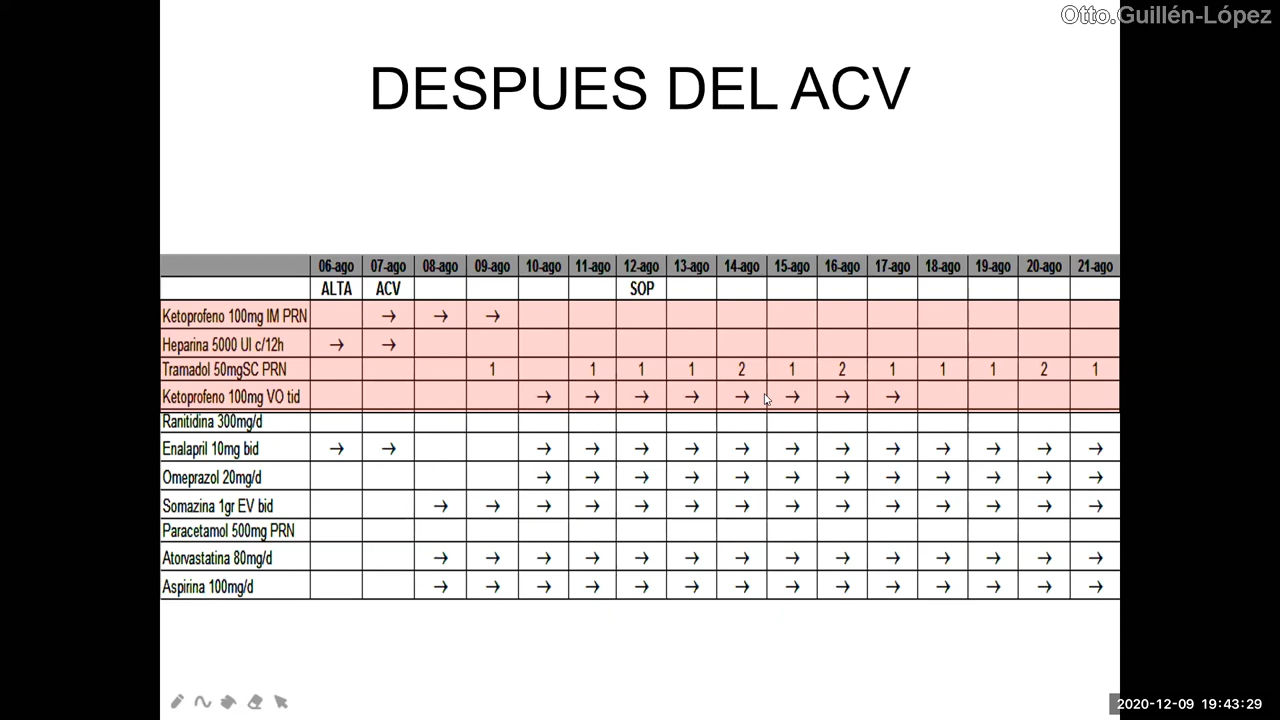 Otto.Guillén-López
DESPUES DEL ACV
06-ago 07-ago 08-ago 09-ago 10-ago 11-ago 12-ago 13-ago 14-ago 15-ago 16-ago 17-ago 18-ago 19-ago 20-ago 21-ago
ALTA ACV SOP
Ketoprofeno 100mg IM PRN → → →
Heparina 5000 UI c/12h → →
Tramadol 50mgSC PRN 1 1 1 1 2 1 2 1 1 1 2 1
Ketoprofeno 100mg VO tid → → → → → → → →
Ranitidina 300mg/d
Enalapril 10mg bid → → → → → → → → → → → → → →
Omeprazol 20mg/d → → → → → → → → → → → →
Somazina 1gr EV bid → → → → → → → → → → → → → →
Paracetamol 500mg PRN
Atorvastatina 80mg/d → → → → → → → → → → → → → →
Aspirina 100mg/d → → → → → → → → → → → → → →
2020-12-09 19:43:29